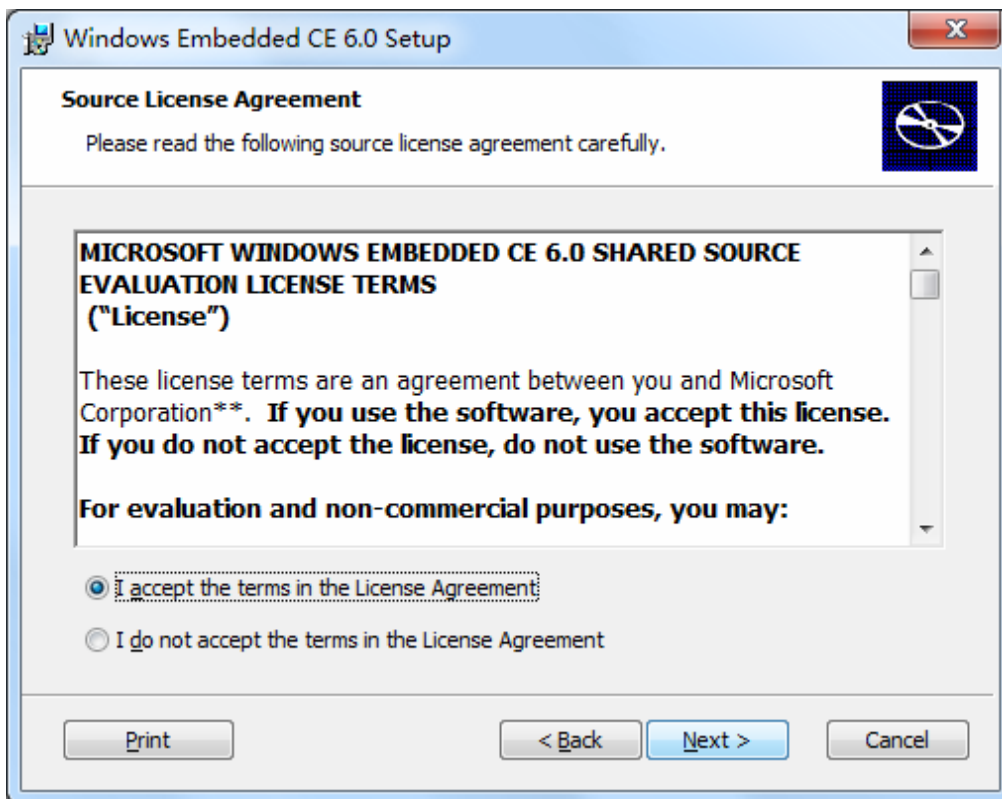 Windows Embedded CE 6.0 Setup
Source License Agreement
Please read the following source license agreement carefully.
MICROSOFT WINDOWS EMBEDDED CE 6.0 SHARED SOURCE
EVALUATION LICENSE TERMS
(“License”)
These license terms are an agreement between you and Microsoft
Corporation**.  If you use the software, you accept this license.
If you do not accept the license, do not use the software.
For evaluation and non-commercial purposes, you may:
I accept the terms in the License Agreement
I do not accept the terms in the License Agreement
Print
< Back
Next >
Cancel